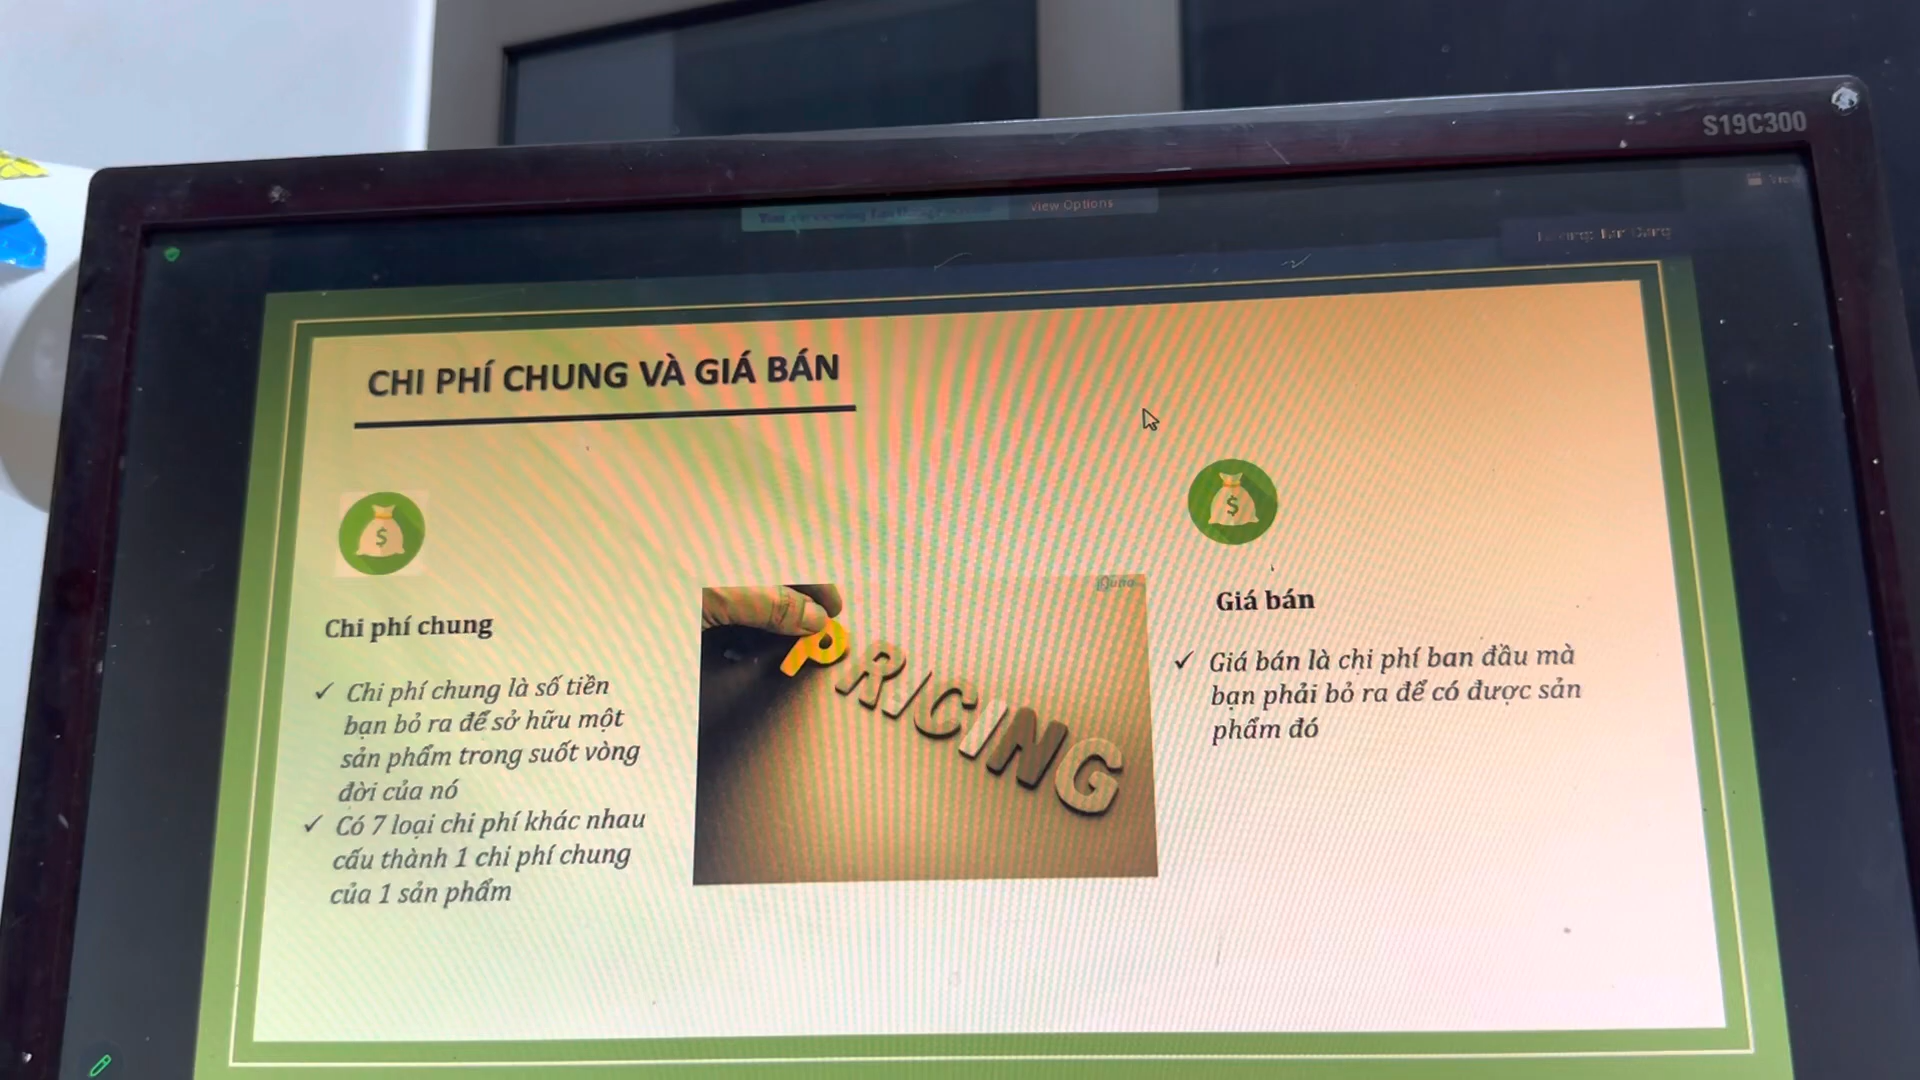 S19C300
View Options
View
CHI PHÍ CHUNG VÀ GIÁ BÁN
$
$
Chi phí chung
✓ Chi phí chung là số tiền
bạn bỏ ra để sở hữu một
sản phẩm trong suốt vòng
đời của nó
✓ Có 7 loại chi phí khác nhau
cấu thành 1 chi phí chung
của 1 sản phẩm
PRICING
Giá bán
✓ Giá bán là chi phí ban đầu mà
bạn phải bỏ ra để có được sản
phẩm đó